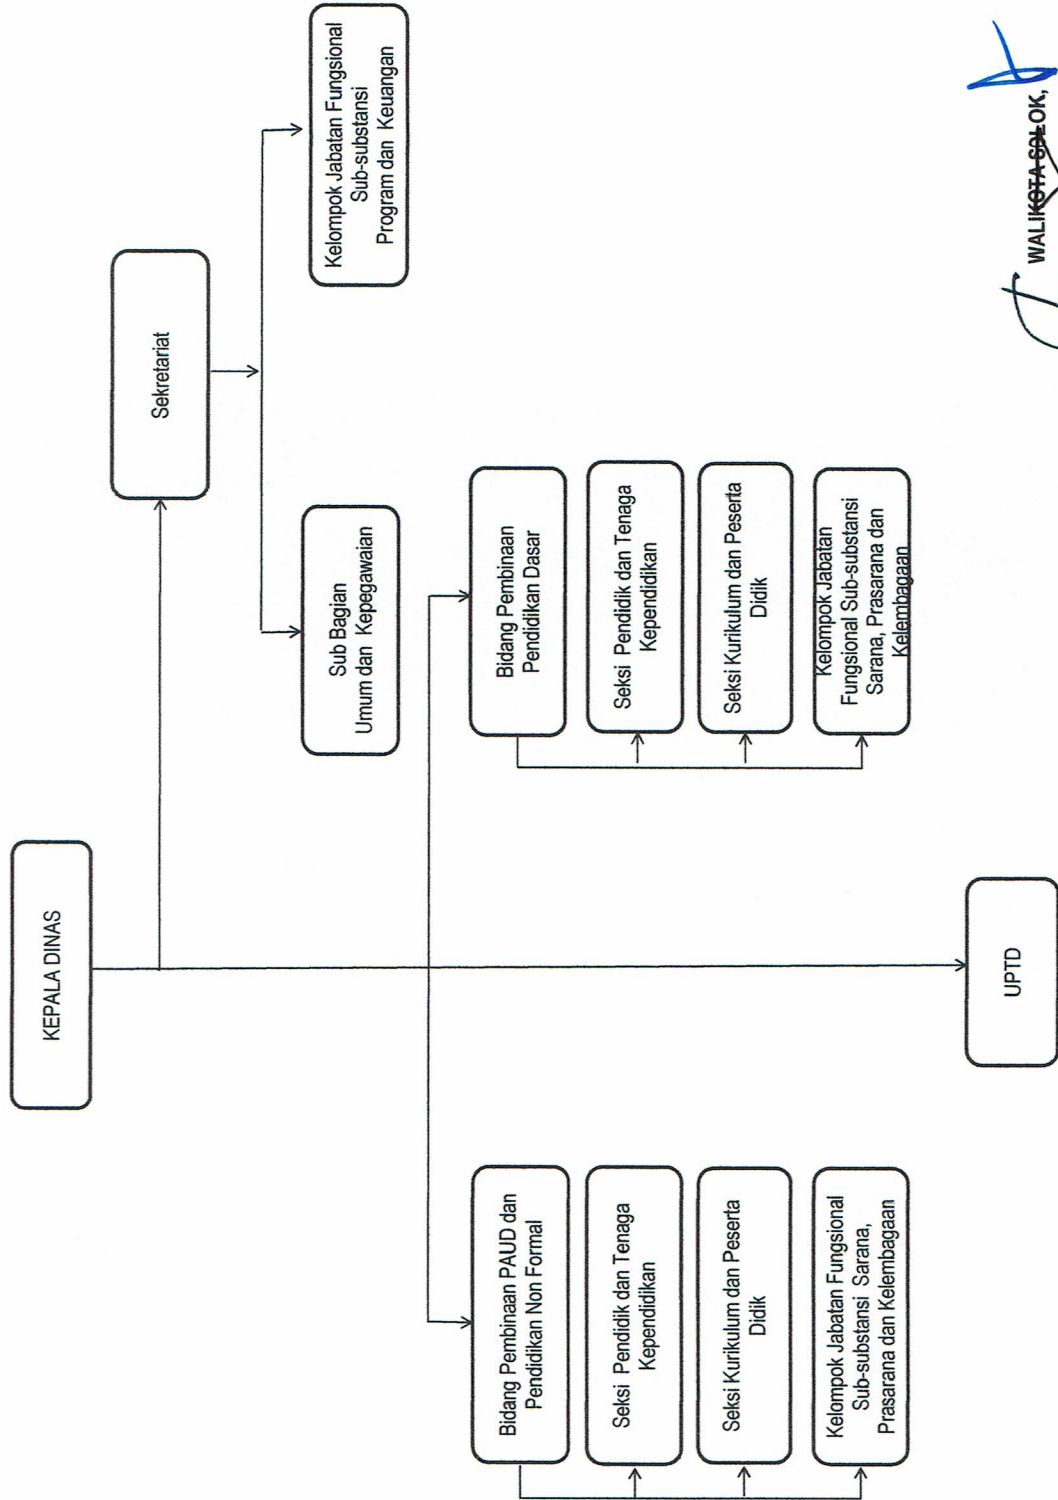 KEPALA DINAS
Sekretariat
Sub Bagian
Umum dan Kepegawaian
Kelompok Jabatan Fungsional
Sub-substansi
Program dan Keuangan
Bidang Pembinaan PAUD dan
Pendidikan Non Formal
Seksi Pendidik dan Tenaga
Kependidikan
Seksi Kurikulum dan Peserta
Didik
Kelompok Jabatan Fungsional
Sub-substansi Sarana,
Prasarana dan Kelembagaan
Bidang Pembinaan
Pendidikan Dasar
Seksi Pendidik dan Tenaga
Kependidikan
Seksi Kurikulum dan Peserta
Didik
Kelompok Jabatan
Fungsional Sub-substansi
Sarana, Prasarana dan
Kelembagaan
UPTD
WALIKOTA SOLOK,